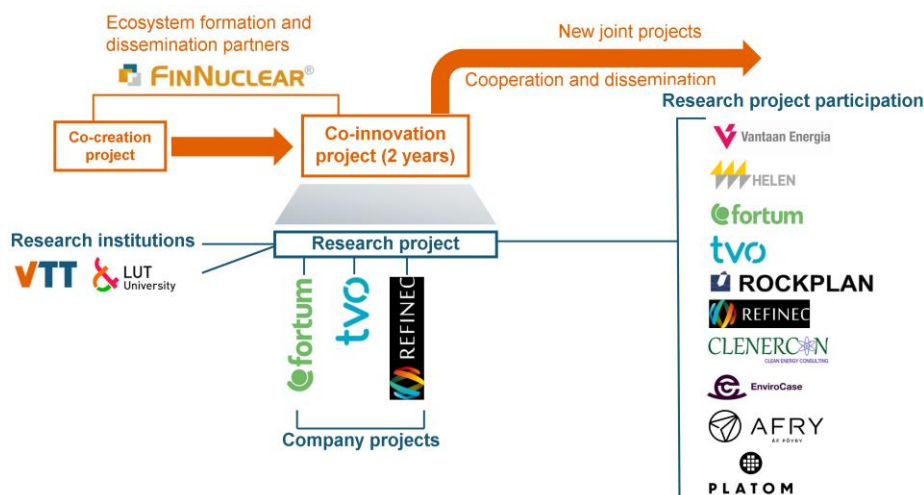 Ecosystem formation and
dissemination partners
FINNUCLEAR®
New joint projects
Cooperation and dissemination
Co-creation
project
Co-innovation
project (2 years)
Research institutions
VTT
LUT
University
Research project
fortum
tvo
REFINEC
Company projects
Research project participation
Vantaan Energia
HELEN
fortum
tvo
ROCKPLAN
REFINEC
CLENERCON
CLEAN ENERGY CONSULTING
EnviroCase
AFRY
ÅF PÖYRY
PLATOM